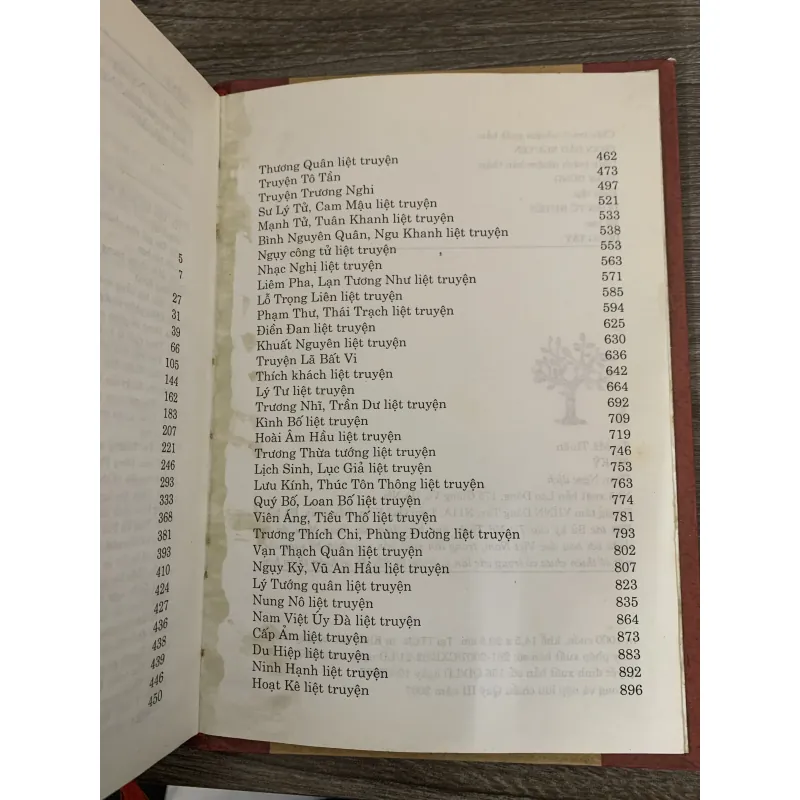 5
7
27
31
39
66
105
144
162
183
207
221
246
293
333
368
381
393
410
424
427
436
438
439
446
450
Thương Quân liệt truyện 462
Truyện Tô Tần 473
Truyện Trương Nghi 497
Sư Lý Tử, Cam Mậu liệt truyện 521
Mạnh Tử, Tuân Khanh liệt truyện 533
Bình Nguyên Quân, Ngu Khanh liệt truyện 538
Ngụy công tử liệt truyện 553
Nhạc Nghị liệt truyện 563
Liêm Pha, Lạn Tương Như liệt truyện 571
Lỗ Trọng Liên liệt truyện 585
Phạm Thư, Thái Trạch liệt truyện 594
Điền Đan liệt truyện 625
Khuất Nguyên liệt truyện 630
Truyện Lã Bất Vi 636
Thích khách liệt truyện 642
Lý Tư liệt truyện 664
Trương Nhĩ, Trần Dư liệt truyện 692
Kình Bố liệt truyện 709
Hoài Âm Hầu liệt truyện 719
Trương Thừa tướng liệt truyện 746
Lịch Sinh, Lục Giả liệt truyện 753
Lưu Kính, Thúc Tôn Thông liệt truyện 763
Quý Bố, Loan Bố liệt truyện 774
Viên Áng, Tiều Thố liệt truyện 781
Trương Thích Chi, Phùng Đường liệt truyện 793
Vạn Thạch Quân liệt truyện 802
Ngụy Kỳ, Vũ An Hầu liệt truyện 807
Lý Tướng quân liệt truyện 823
Hung Nô liệt truyện 835
Nam Việt Úy Đà liệt truyện 864
Cấp Ảm liệt truyện 873
Du Hiệp liệt truyện 883
Ninh Hạnh liệt truyện 892
Hoạt Kê liệt truyện 896